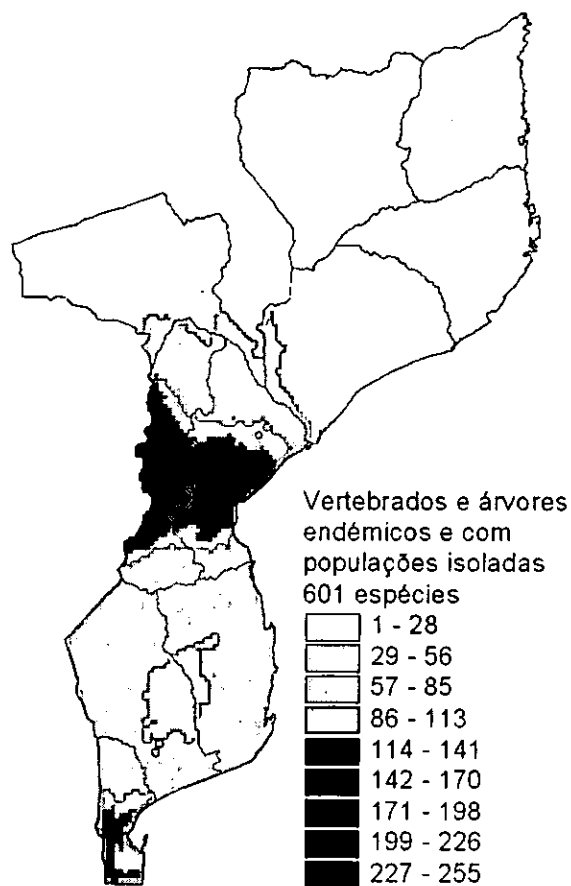 Vertebrados e árvores
endémicos e com
populações isoladas
601 espécies
1 - 28
29 - 56
57 - 85
86 - 113
114 - 141
142 - 170
171 - 198
199 - 226
227 - 255